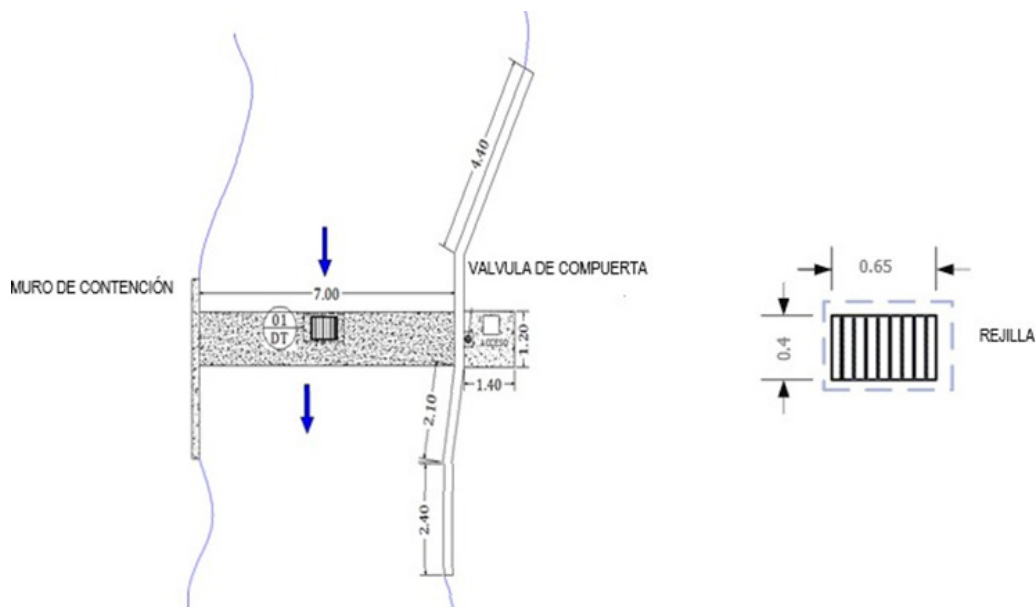 4.40
MURO DE CONTENCIÓN
VALVULA DE COMPUERTA
7.00
01
DT
ACCESO
1.20
1.40
2.10
2.40
0.65
0.4
REJILLA